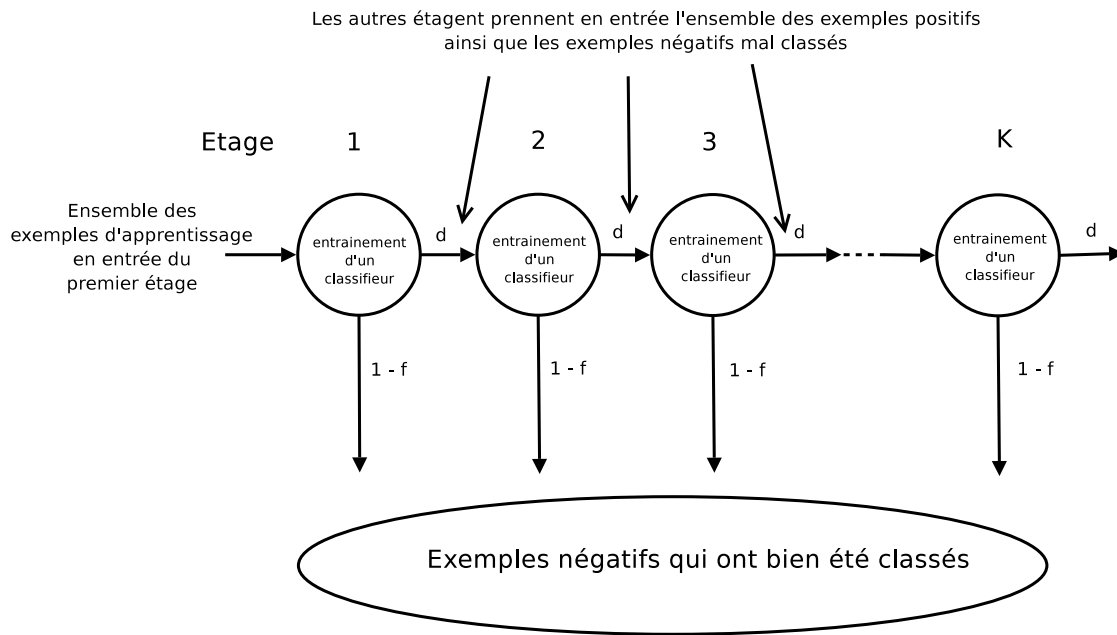 Les autres étagent prennent en entrée l'ensemble des exemples positifs
ainsi que les exemples négatifs mal classés
Etage 1 2 3 K
Ensemble des
exemples d'apprentissage
en entrée du
premier étage
entrainement
d'un
classifieur
d
entrainement
d'un
classifieur
d
entrainement
d'un
classifieur
d
entrainement
d'un
classifieur
d
1 - f
1 - f
1 - f
1 - f
Exemples négatifs qui ont bien été classés